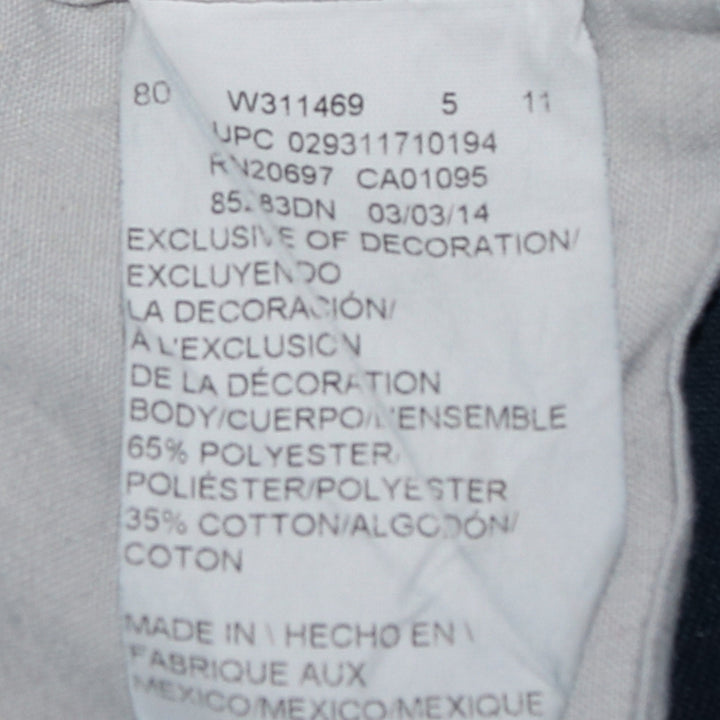 80 W311469 5 11
UPC 029311710194
RN20697 CA01095
03/03/14
EXCLUSIVE OF DECORATION/
EXCLUYENDO
LA DECORACIÓN/
À L'EXCLUSION
DE LA DÉCORATION
BODY/CUERPO/L'ENSEMBLE
65% POLYESTER/
POLIÉSTER/POLYESTER
35% COTTON/ALGODÓN/
COTON
MADE IN \ HECHO EN \
FABRIQUE AUX
MEXICO/MEXICO/MEXIQUE